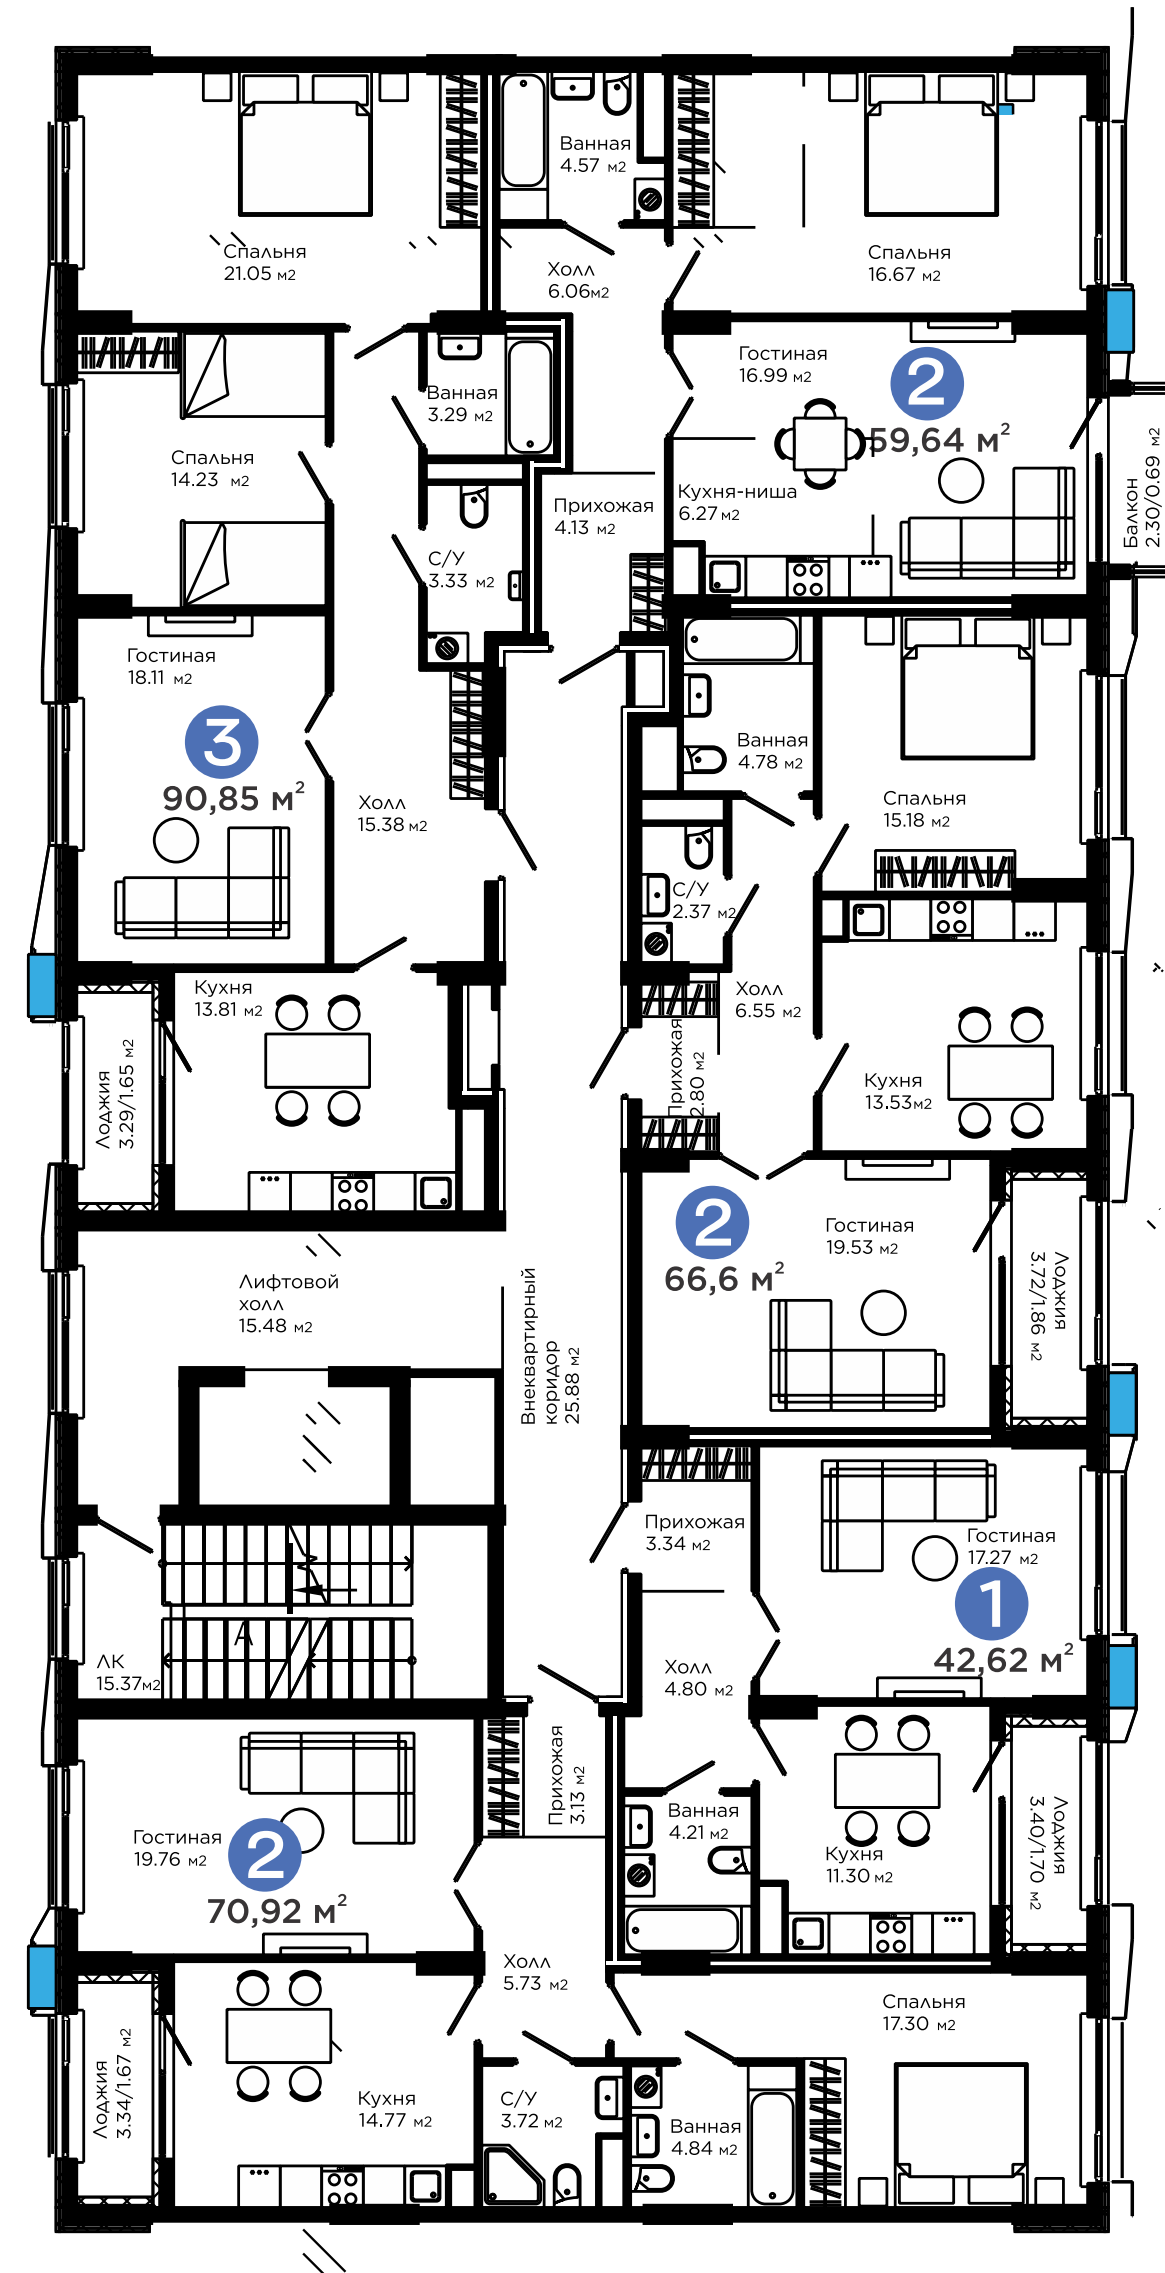 Ванная
4.57 м2
Спальня
21.05 м2
Холл
6.06м2
Спальня
16.67 м2
Гостиная
16.99 м2
2
59,64 м²
Ванная
3.29 м2
Спальня
14.23 м2
Прихожая
4.13 м2
Кухня-ниша
6.27м2
Балкон
2.30/0.69 м2
С/У
3.33 м2
Гостиная
18.11 м2
3
90,85 м²
Холл
15.38 м2
Ванная
4.78 м2
Спальня
15.18 м2
С/У
2.37 м2
Кухня
13.81 м2
Холл
6.55 м2
Прихожая
2.80 м2
Кухня
13.53м2
Лоджия
3.29/1.65 м2
2
66,6 м²
Гостиная
19.53 м2
Лоджия
3.72/1.86 м2
Лифтовой
холл
15.48 м2
Внеквартирный
коридор
25.88 м2
Прихожая
3.34 м2
Гостиная
17.27 м2
1
42,62 м²
А
ЛК
15.37м2
Холл
4.80 м2
Прихожая
3.13 м2
Гостиная
19.76 м2
2
70,92 м²
Ванная
4.21 м2
Кухня
11.30 м2
Лоджия
3.40/1.70 м2
Холл
5.73 м2
Спальня
17.30 м2
Лоджия
3.34/1.67 м2
Кухня
14.77 м2
С/У
3.72 м2
Ванная
4.84 м2